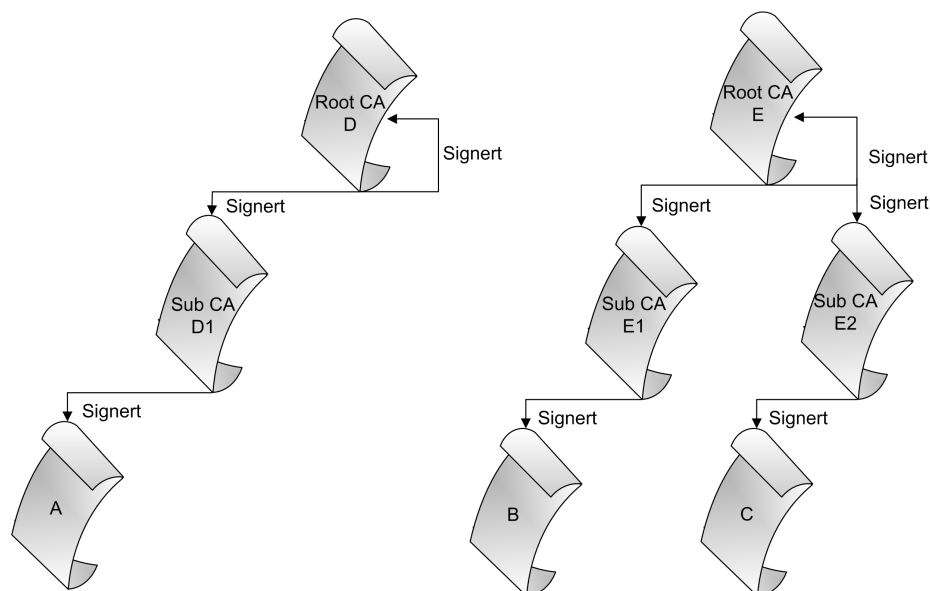 Root CA
D
Signert
Signert
Sub CA
D1
Signert
A
Root CA
E
Signert
Signert
Signert
Sub CA
E1
Sub CA
E2
Signert
Signert
B
C